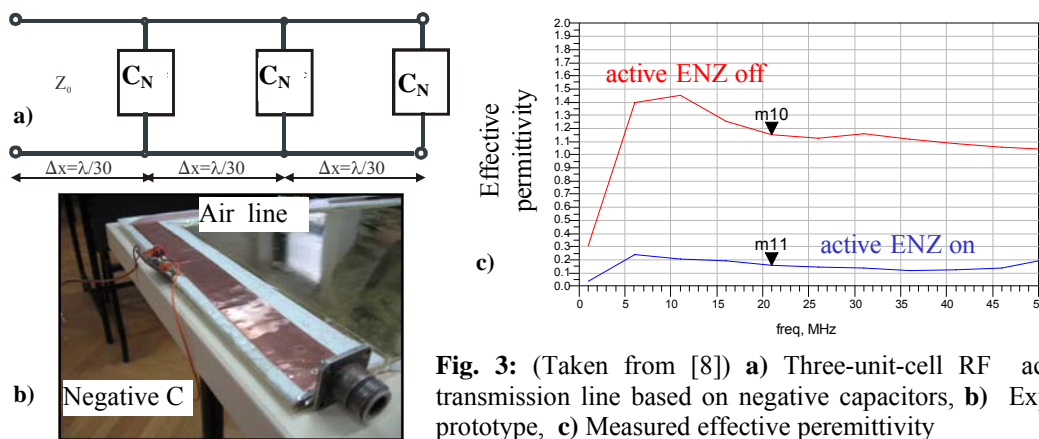 a)
Z₀
C_N
C_N
C_N
Δx=λ/30
Δx=λ/30
Δx=λ/30
b)
Air line
Negative C
c)
Effective
permittivity
2.0
1.9
1.8
1.7
1.6
1.5
1.4
1.3
1.2
1.1
1.0
0.9
0.8
0.7
0.6
0.5
0.4
0.3
0.2
0.1
0.0
active ENZ off
m10
active ENZ on
m11
0 5 10 15 20 25 30 35 40 45
freq, MHz
Fig. 3: (Taken from [8]) a) Three-unit-cell RF
transmission line based on negative capacitors, b)
prototype, c) Measured effective peremittivity